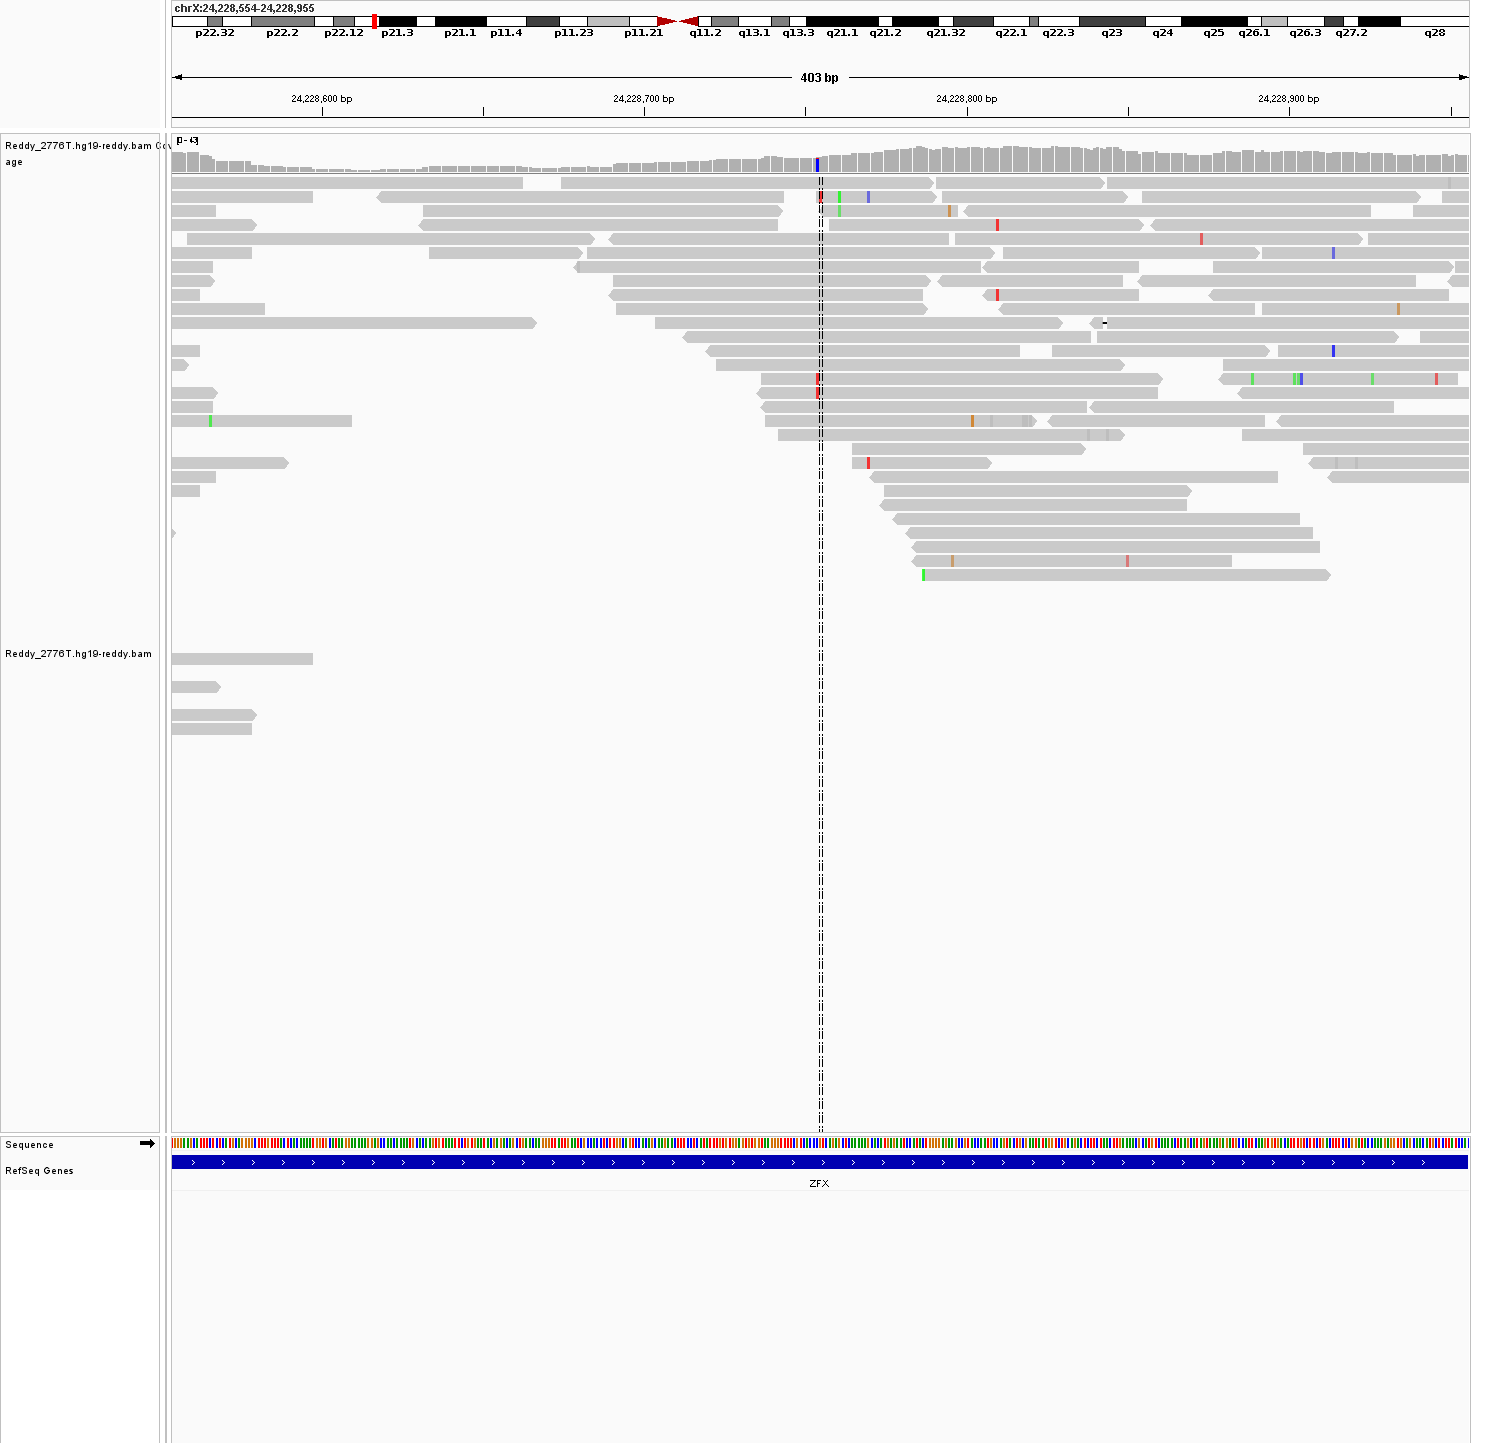 chrX:24,228,554-24,228,955
p22.32 p22.2 p22.12 p21.3 p21.1 p11.4 p11.23 p11.21 q11.2 q13.1 q13.3 q21.1 q21.2 q21.32 q22.1 q22.3 q23 q24 q25 q26.1 q26.3 q27.2 q28
403 bp
24,228,600 bp 24,228,700 bp 24,228,800 bp 24,228,900 bp
Reddy_2776T.hg19-reddy.bam Cov
age
Reddy_2776T.hg19-reddy.bam
Sequence
RefSeq Genes
ZFX